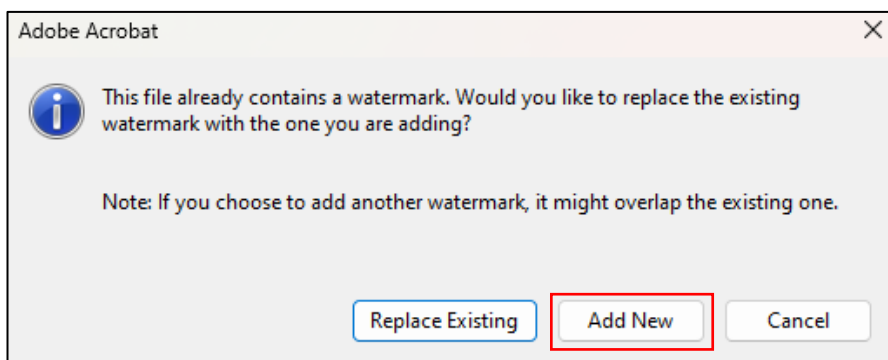 Adobe Acrobat
This file already contains a watermark. Would you like to replace the existing
watermark with the one you are adding?
Note: If you choose to add another watermark, it might overlap the existing one.
Replace Existing
Add New
Cancel